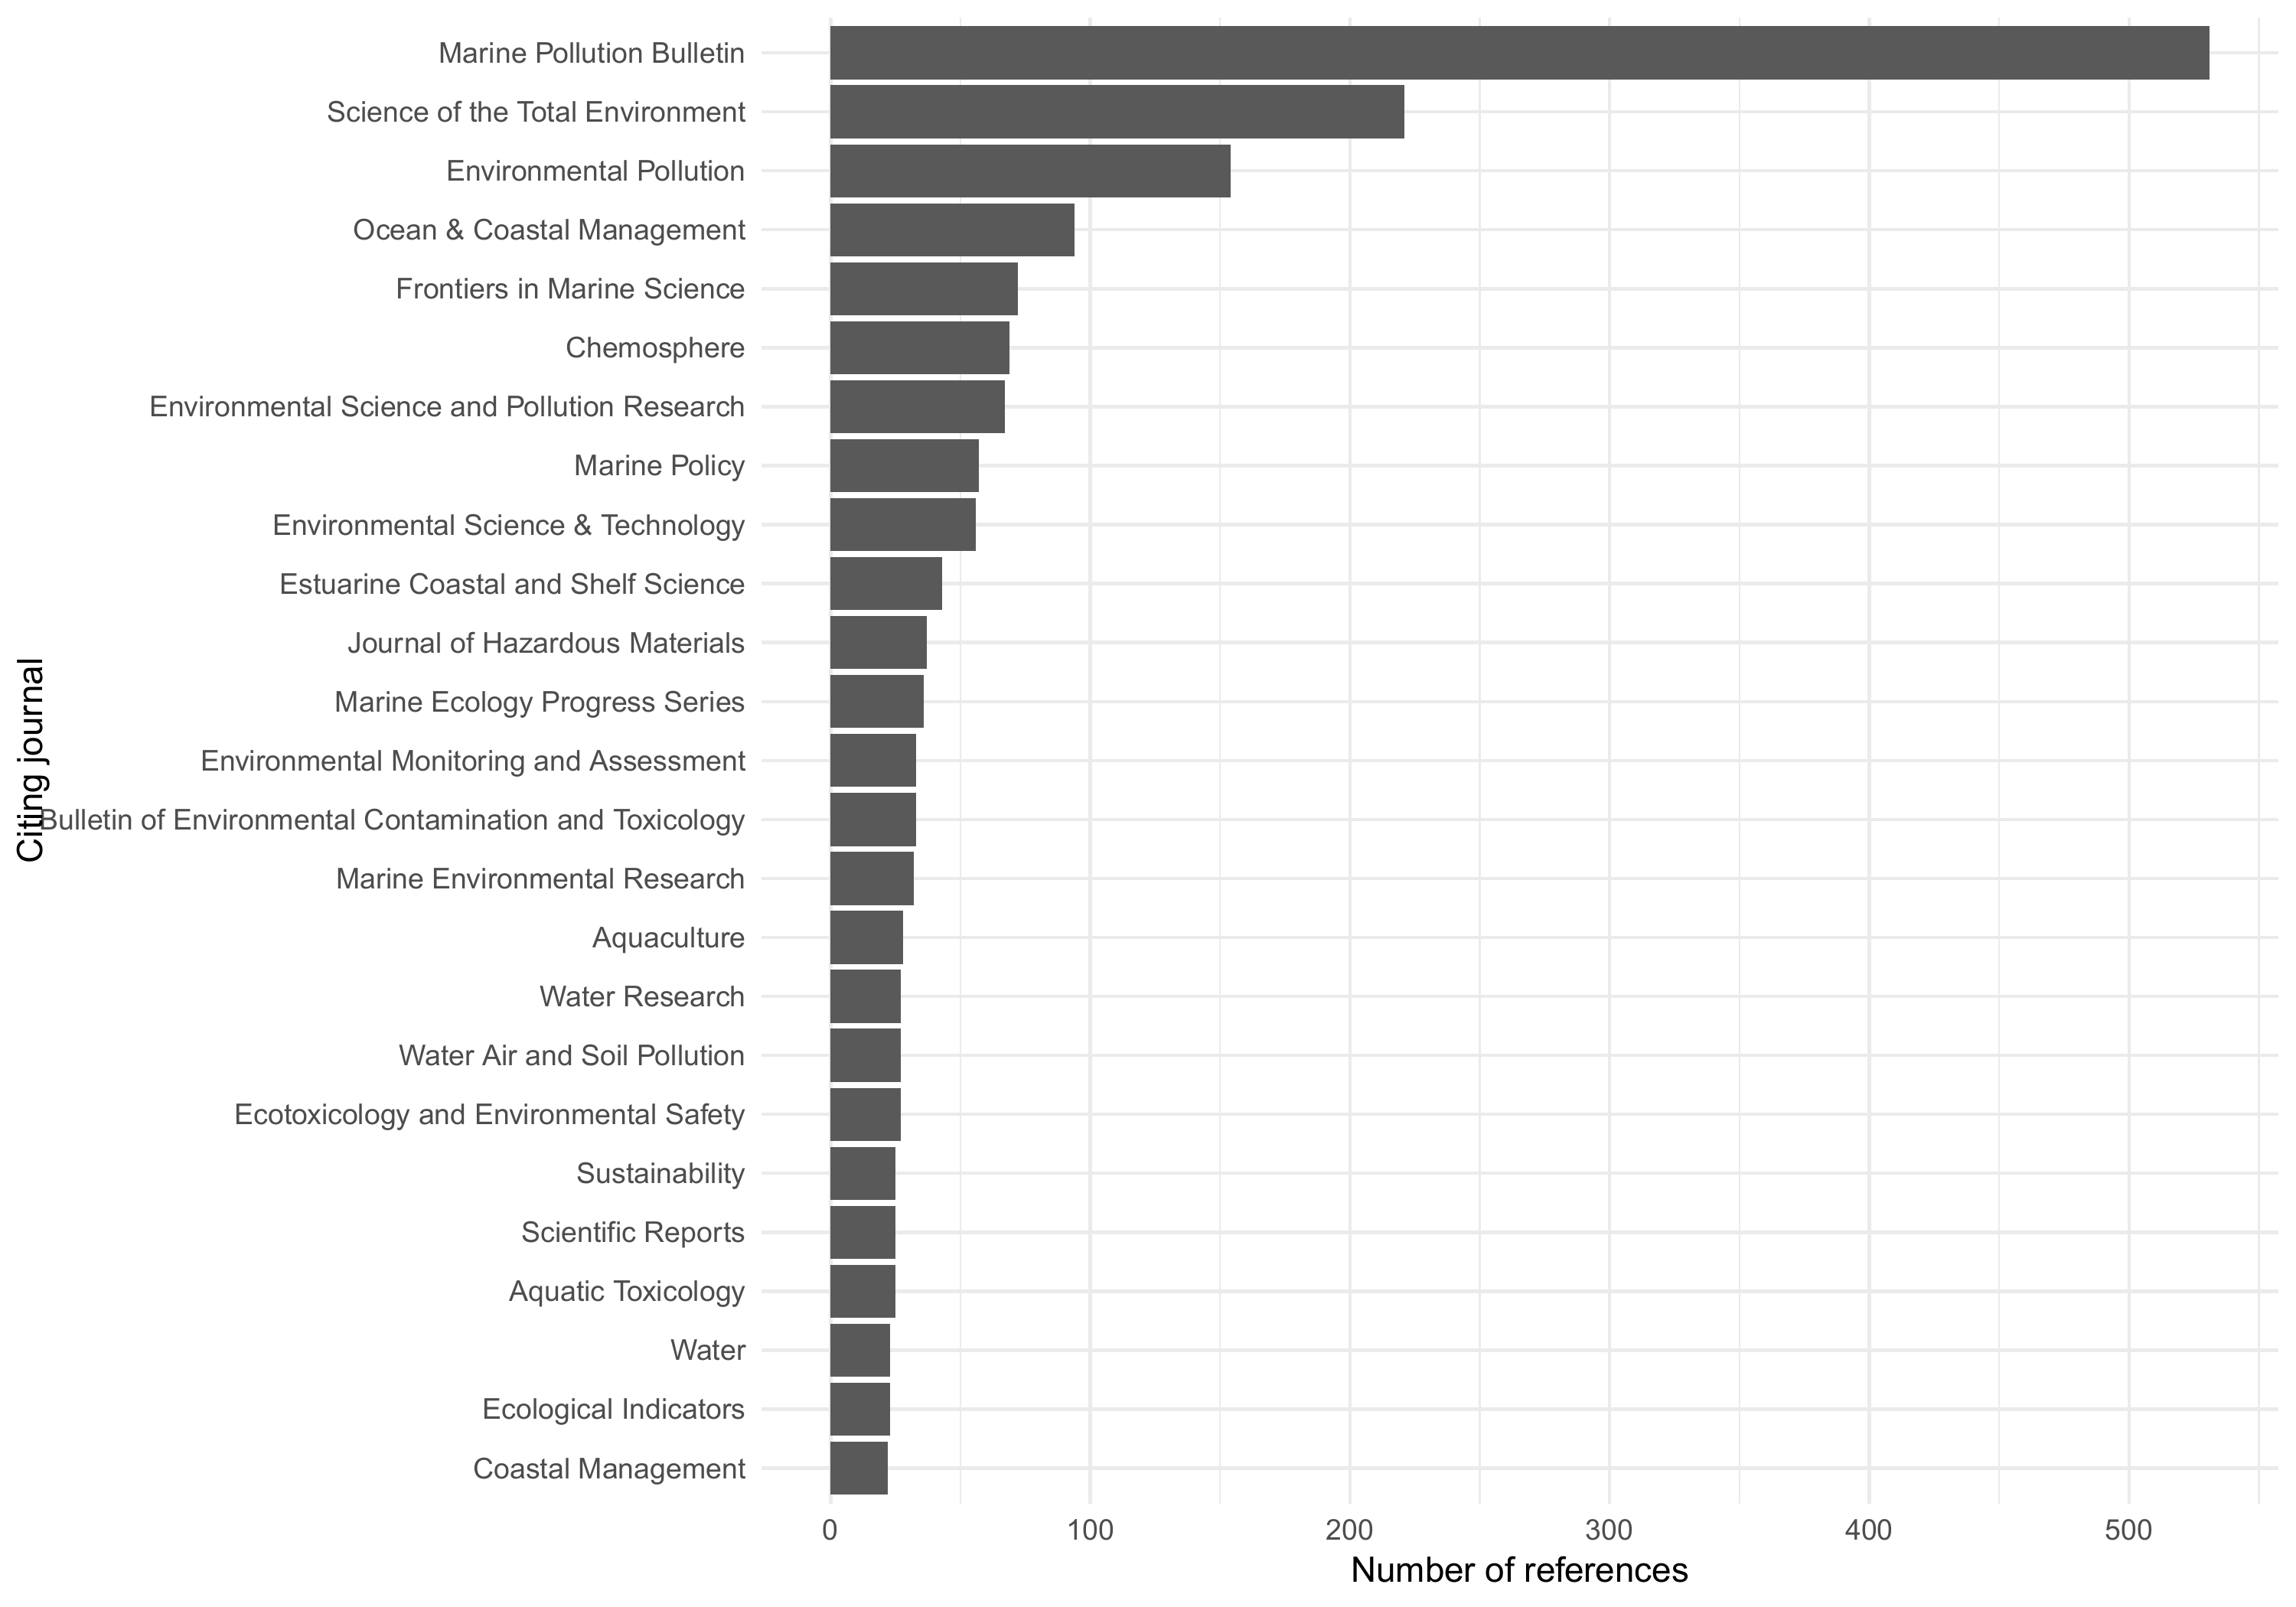 Marine Pollution Bulletin
Science of the Total Environment
Environmental Pollution
Ocean & Coastal Management
Frontiers in Marine Science
Chemosphere
Environmental Science and Pollution Research
Marine Policy
Environmental Science & Technology
Estuarine Coastal and Shelf Science
Journal of Hazardous Materials
Marine Ecology Progress Series
Environmental Monitoring and Assessment
Bulletin of Environmental Contamination and Toxicology
Marine Environmental Research
Aquaculture
Water Research
Water Air and Soil Pollution
Ecotoxicology and Environmental Safety
Sustainability
Scientific Reports
Aquatic Toxicology
Water
Ecological Indicators
Coastal Management
Citing journal
0 100 200 300 400 500
Number of references